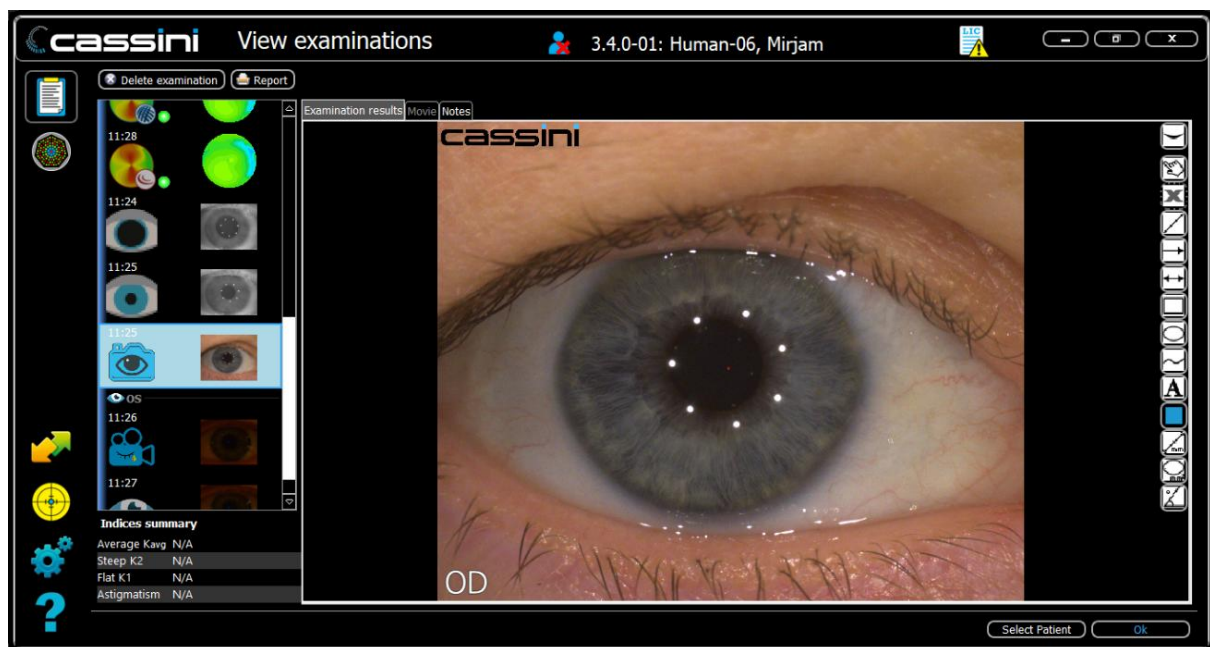 cassini View examinations 3.4.0-01: Human-06, Mirjam LIC
Delete examination Report
Examination results Movie Notes
cassini
11:28
11:24
11:25
11:25
OS
11:26
11:27
Indices summary
Average Kavg N/A
Steep K2 N/A
Flat K1 N/A
Astigmatism N/A
OD
A
mm
mm
?
Select Patient Ok